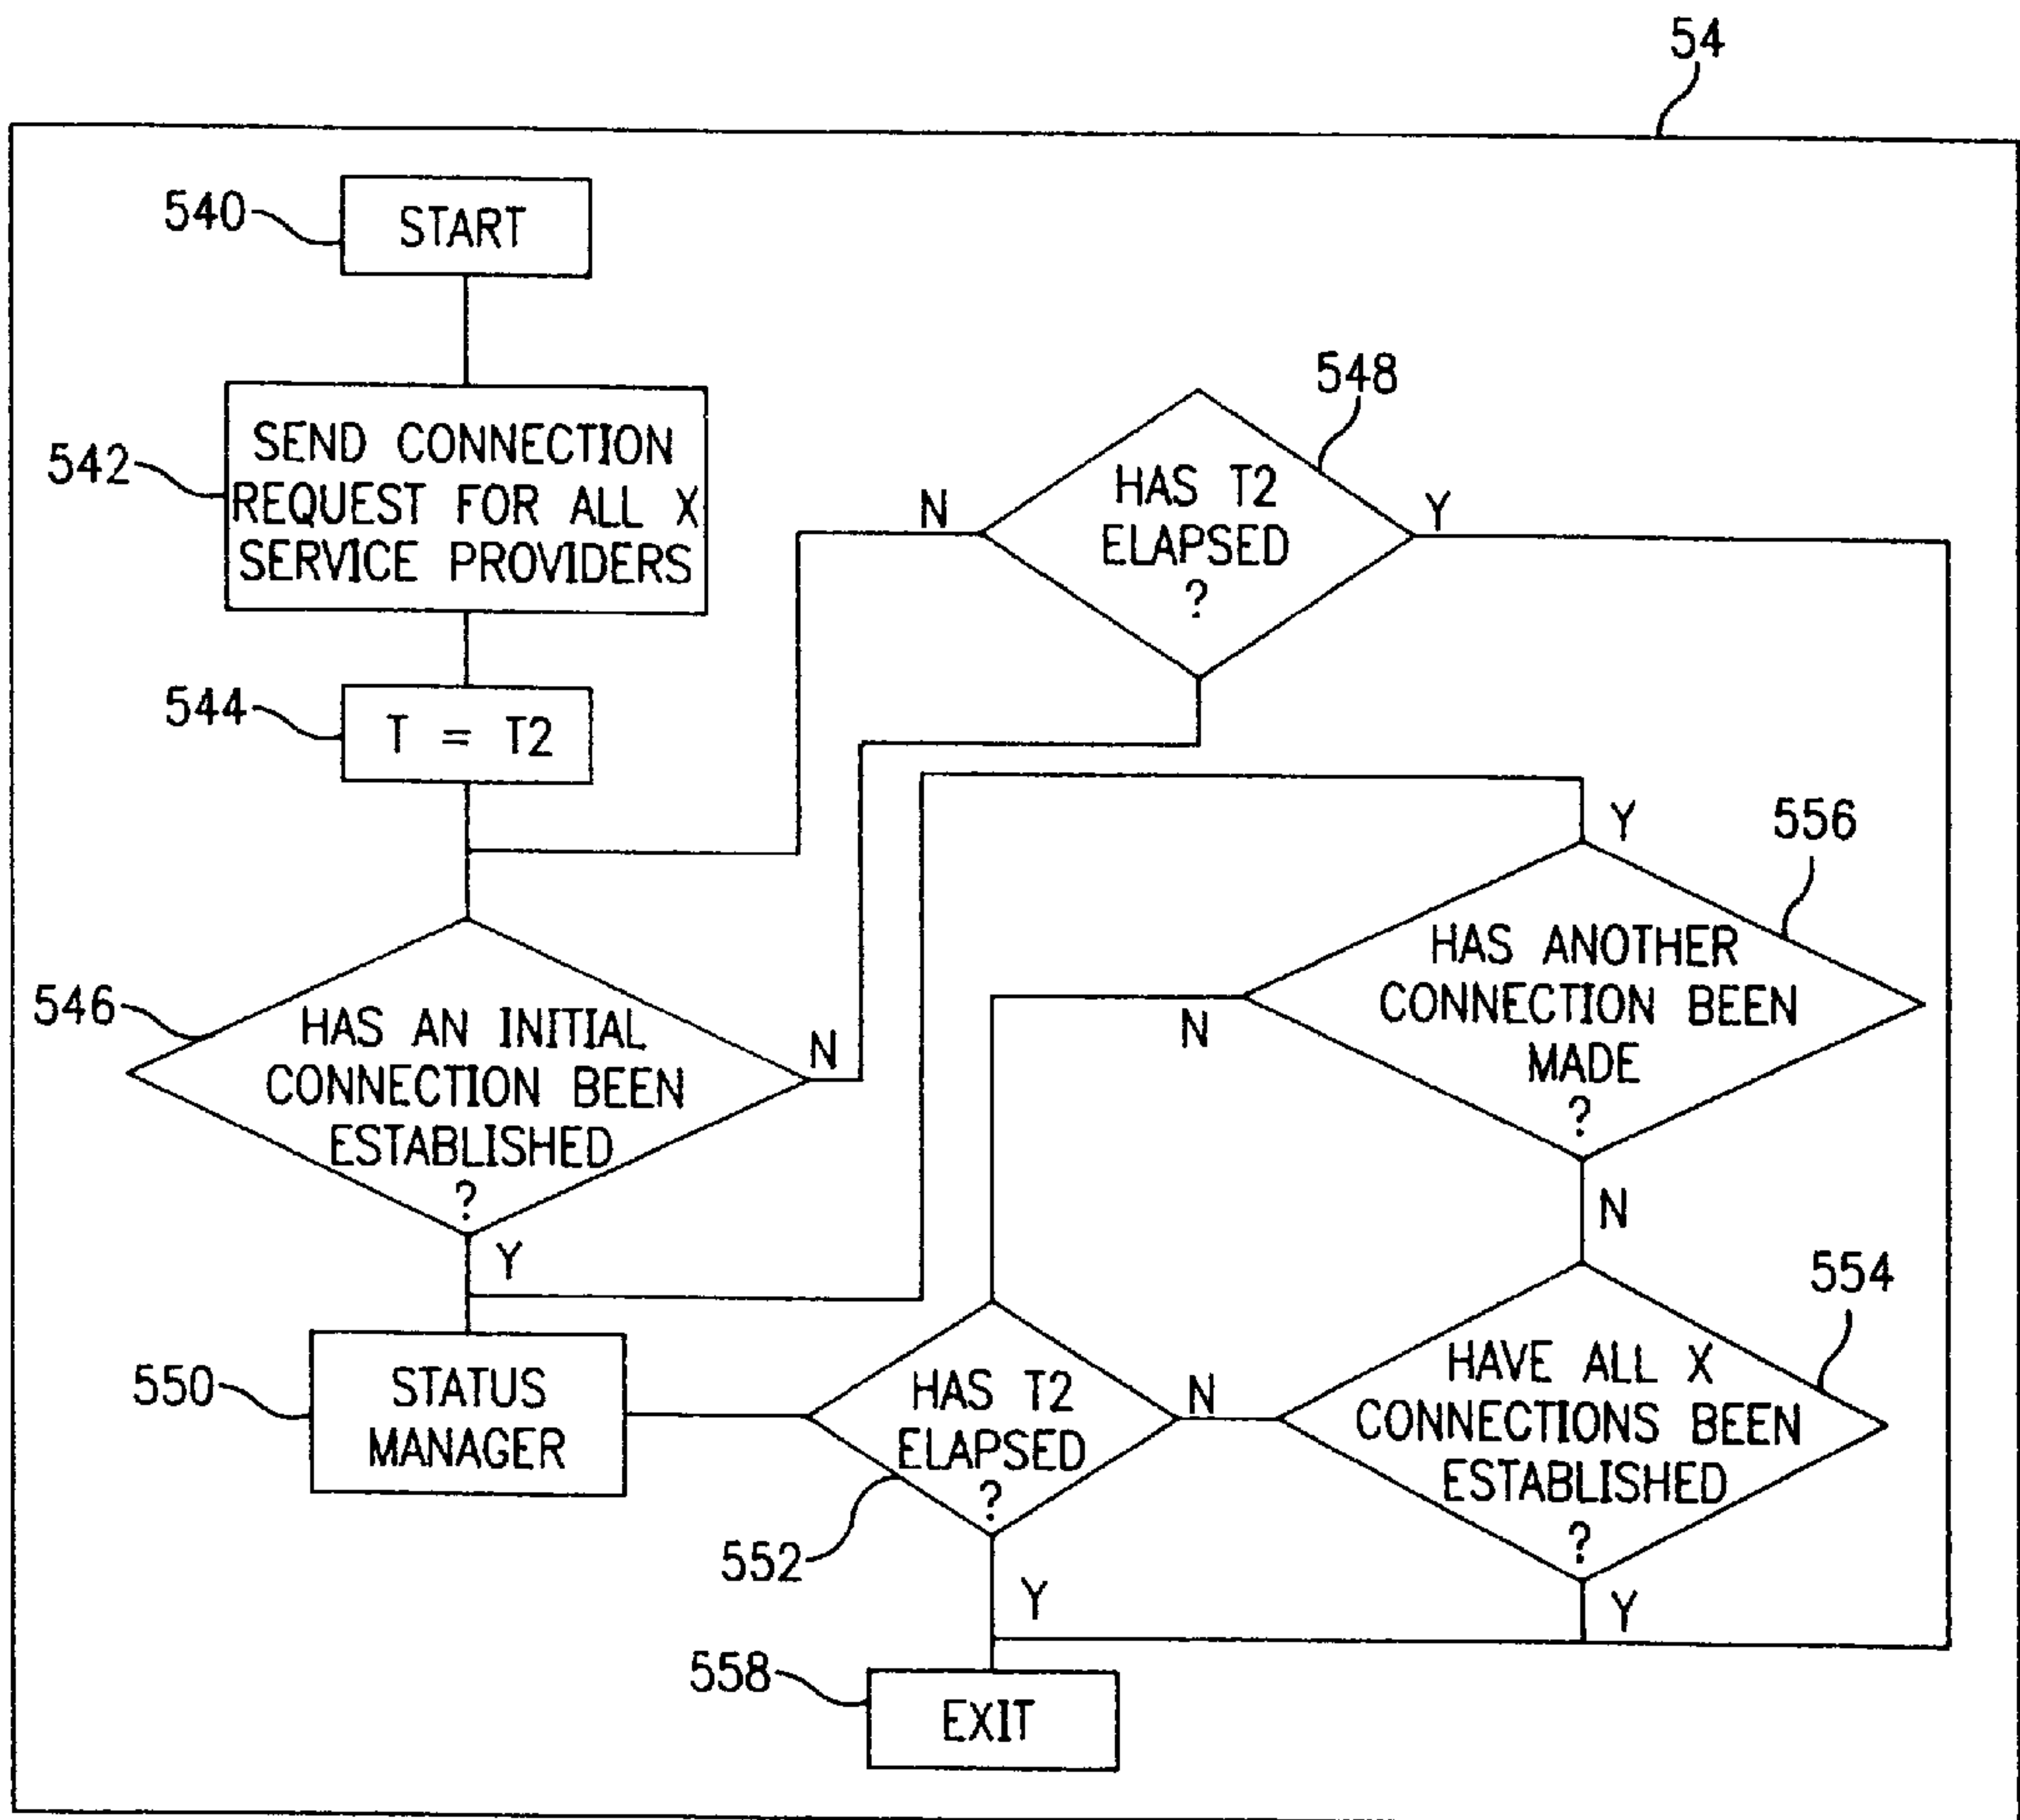 54
540
START
542
SEND CONNECTION
REQUEST FOR ALL X
SERVICE PROVIDERS
544
T = T2
548
HAS T2
ELAPSED
?
N
Y
546
HAS AN INITIAL
CONNECTION BEEN
ESTABLISHED
?
N
Y
556
HAS ANOTHER
CONNECTION BEEN
MADE
?
Y
N
N
550
STATUS
MANAGER
552
HAS T2
ELAPSED
?
N
Y
554
HAVE ALL X
CONNECTIONS BEEN
ESTABLISHED
?
Y
558
EXIT